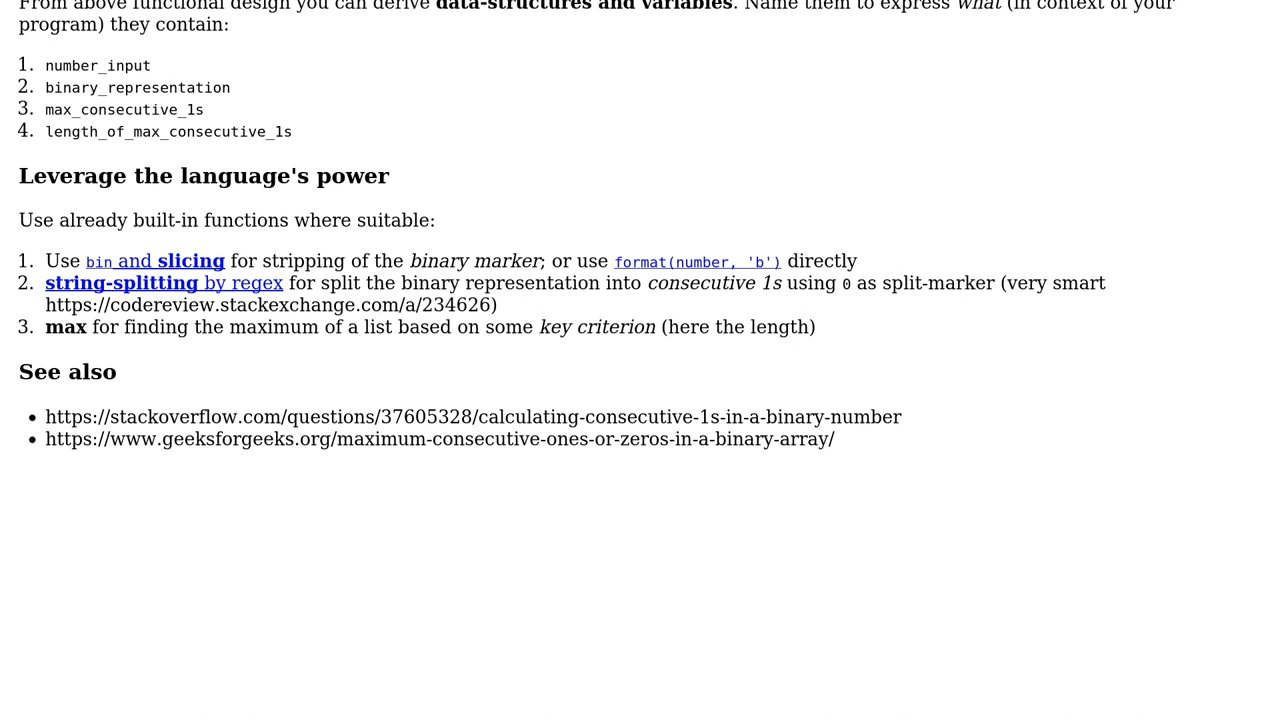 From above functional design you can derive data-structures and variables. Name them to express what (in context of your
program) they contain:
1. number_input
2. binary_representation
3. max_consecutive_1s
4. length_of_max_consecutive_1s
Leverage the language's power
Use already built-in functions where suitable:
1. Use bin and slicing for stripping of the binary marker; or use format(number, 'b') directly
2. string-splitting by regex for split the binary representation into consecutive 1s using 0 as split-marker (very smart
https://codereview.stackexchange.com/a/234626)
3. max for finding the maximum of a list based on some key criterion (here the length)
See also
• https://stackoverflow.com/questions/37605328/calculating-consecutive-1s-in-a-binary-number
• https://www.geeksforgeeks.org/maximum-consecutive-ones-or-zeros-in-a-binary-array/